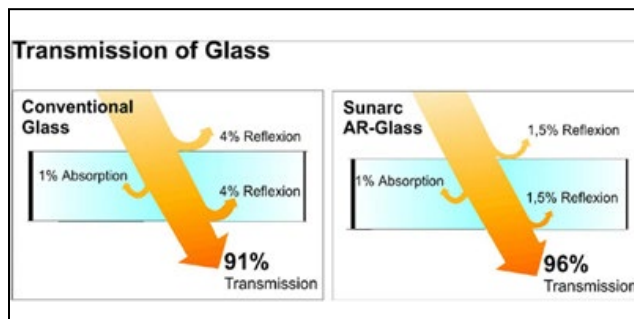 Transmission of Glass
Conventional
Glass
4% Reflexion
1% Absorption
4% Reflexion
91%
Transmission
Sunarc
AR-Glass
1,5% Reflexion
1% Absorption
1,5% Reflexion
96%
Transmission